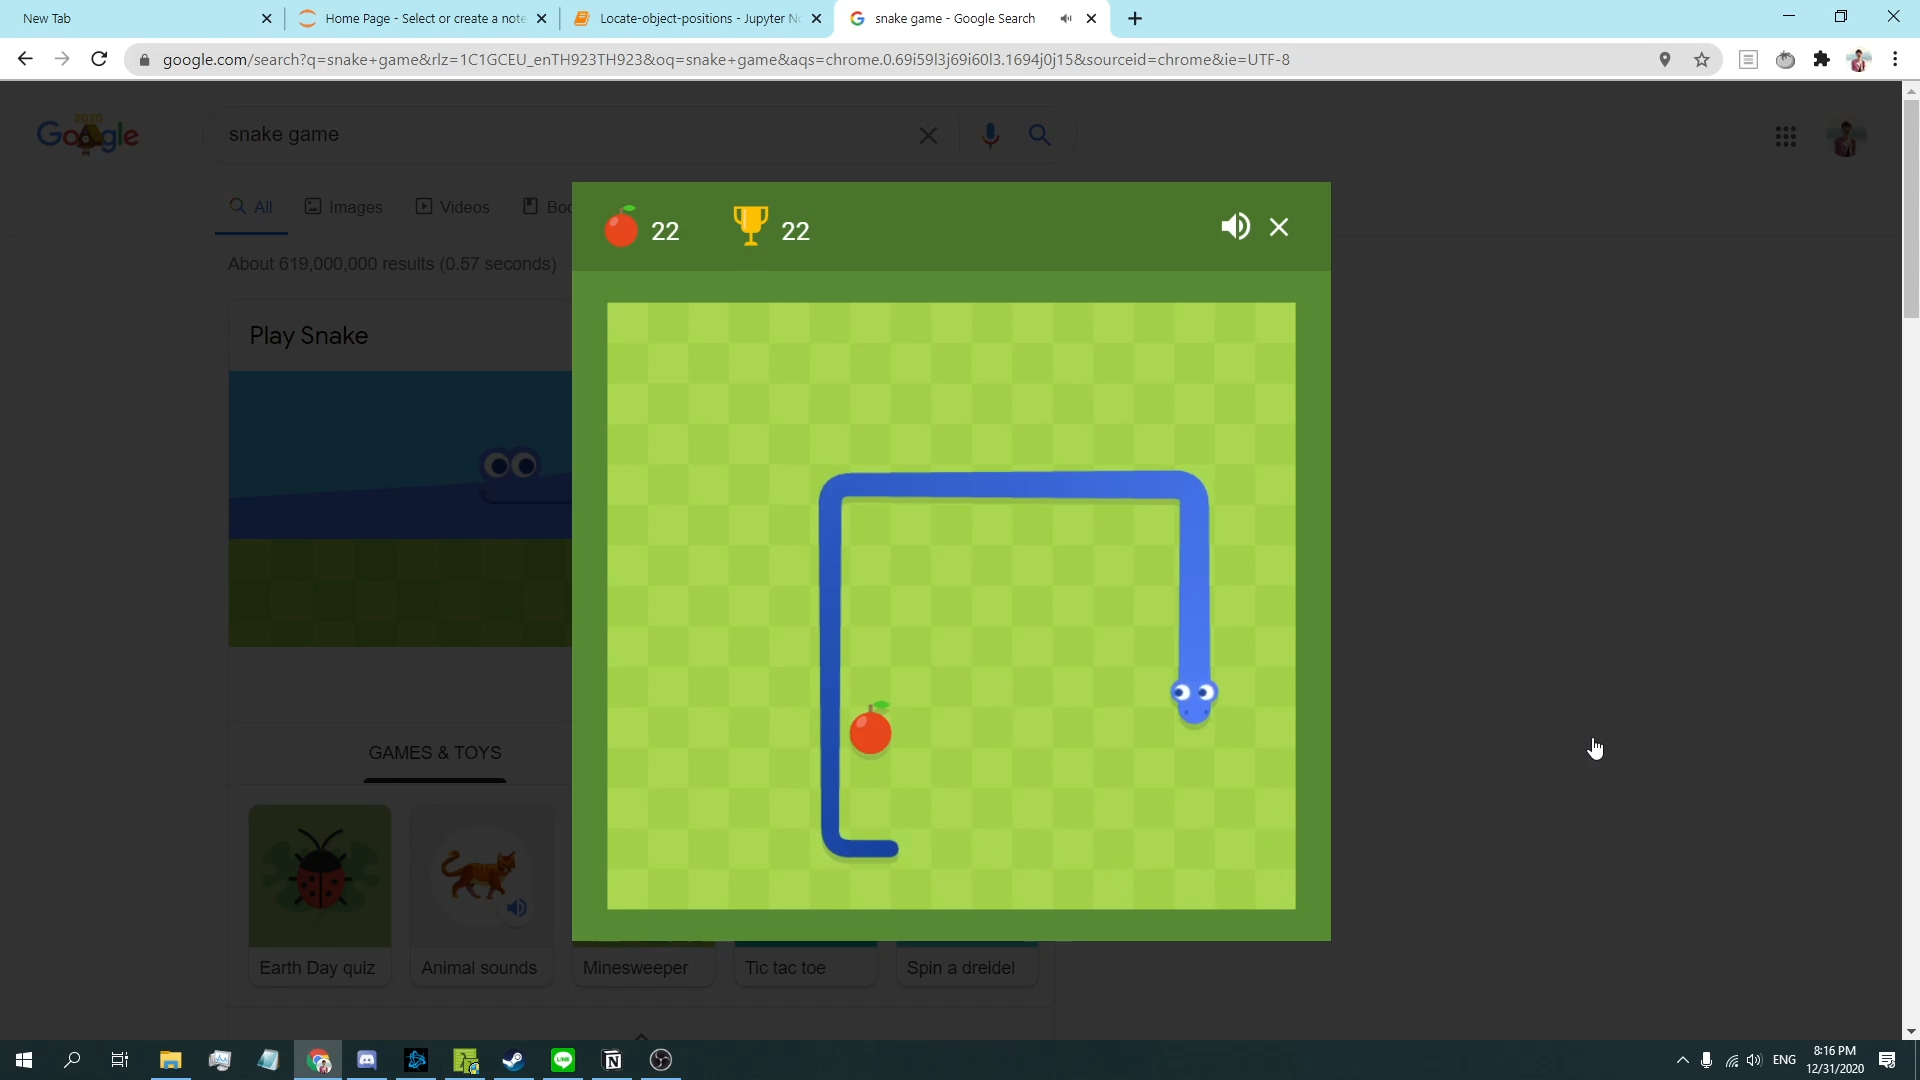 New Tab
Home Page - Select or create a note
Locate-object-positions - Jupyter No
snake game - Google Search
google.com/search?q=snake+game&rlz=1C1GCEU_enTH923TH923&oq=snake+game&aqs=chrome.0.69i59l3j69i60l3.1694j0j15&sourceid=chrome&ie=UTF-8
2020
Google
snake game
All
Images
Videos
Boo
22
22
About 619,000,000 results (0.57 seconds)
Play Snake
GAMES & TOYS
Earth Day quiz
Animal sounds
Minesweeper
Tic tac toe
Spin a dreidel
ENG
8:16 PM
12/31/2020